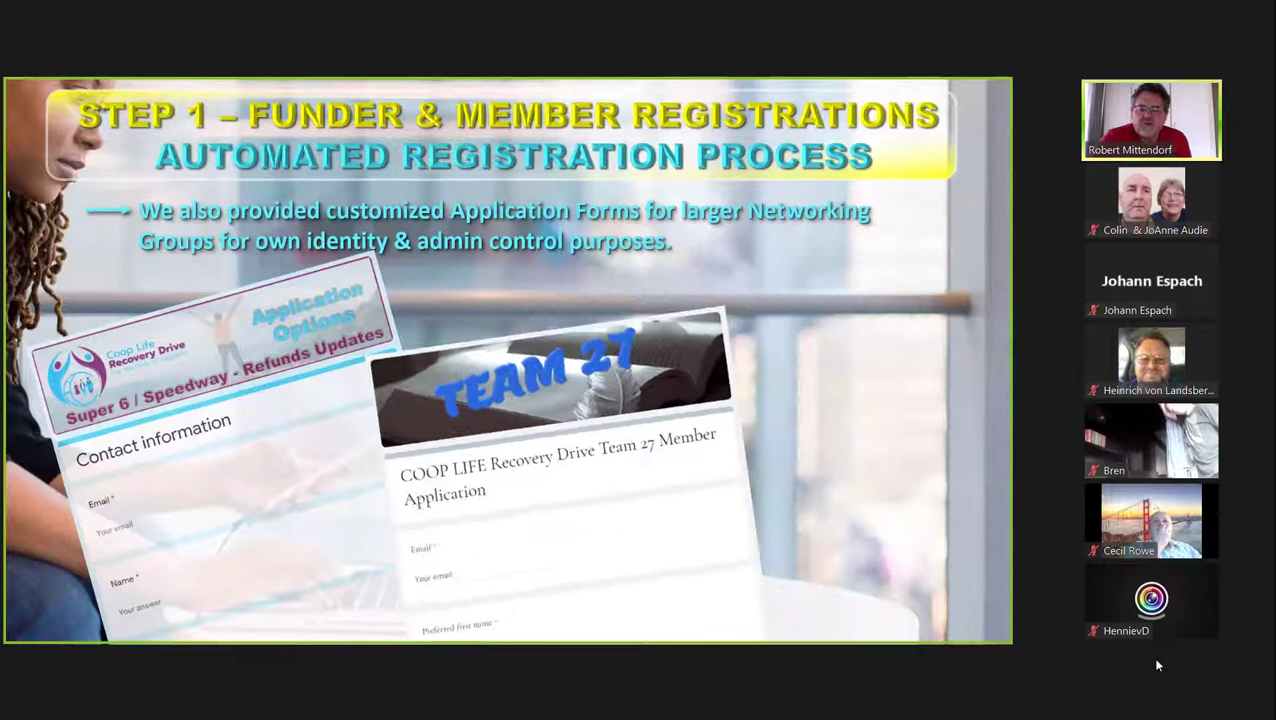 STEP 1 – FUNDER & MEMBER REGISTRATIONS
AUTOMATED REGISTRATION PROCESS
We also provided customized Application Forms for larger Networking
Groups for own identity & admin control purposes.
Coop Life
Recovery Drive
Application
Options
Super 6 / Speedway - Refunds Updates
Contact information
Email *
Your email
Name *
Your answer
TEAM 27
COOP LIFE Recovery Drive Team 27 Member
Application
Email *
Your email
Preferred first name *
Robert Mittendorf
Colin & JoAnne Audie
Johann Espach
Johann Espach
Heinrich von Landsber...
Bren
Cecil Rowe
HennievD